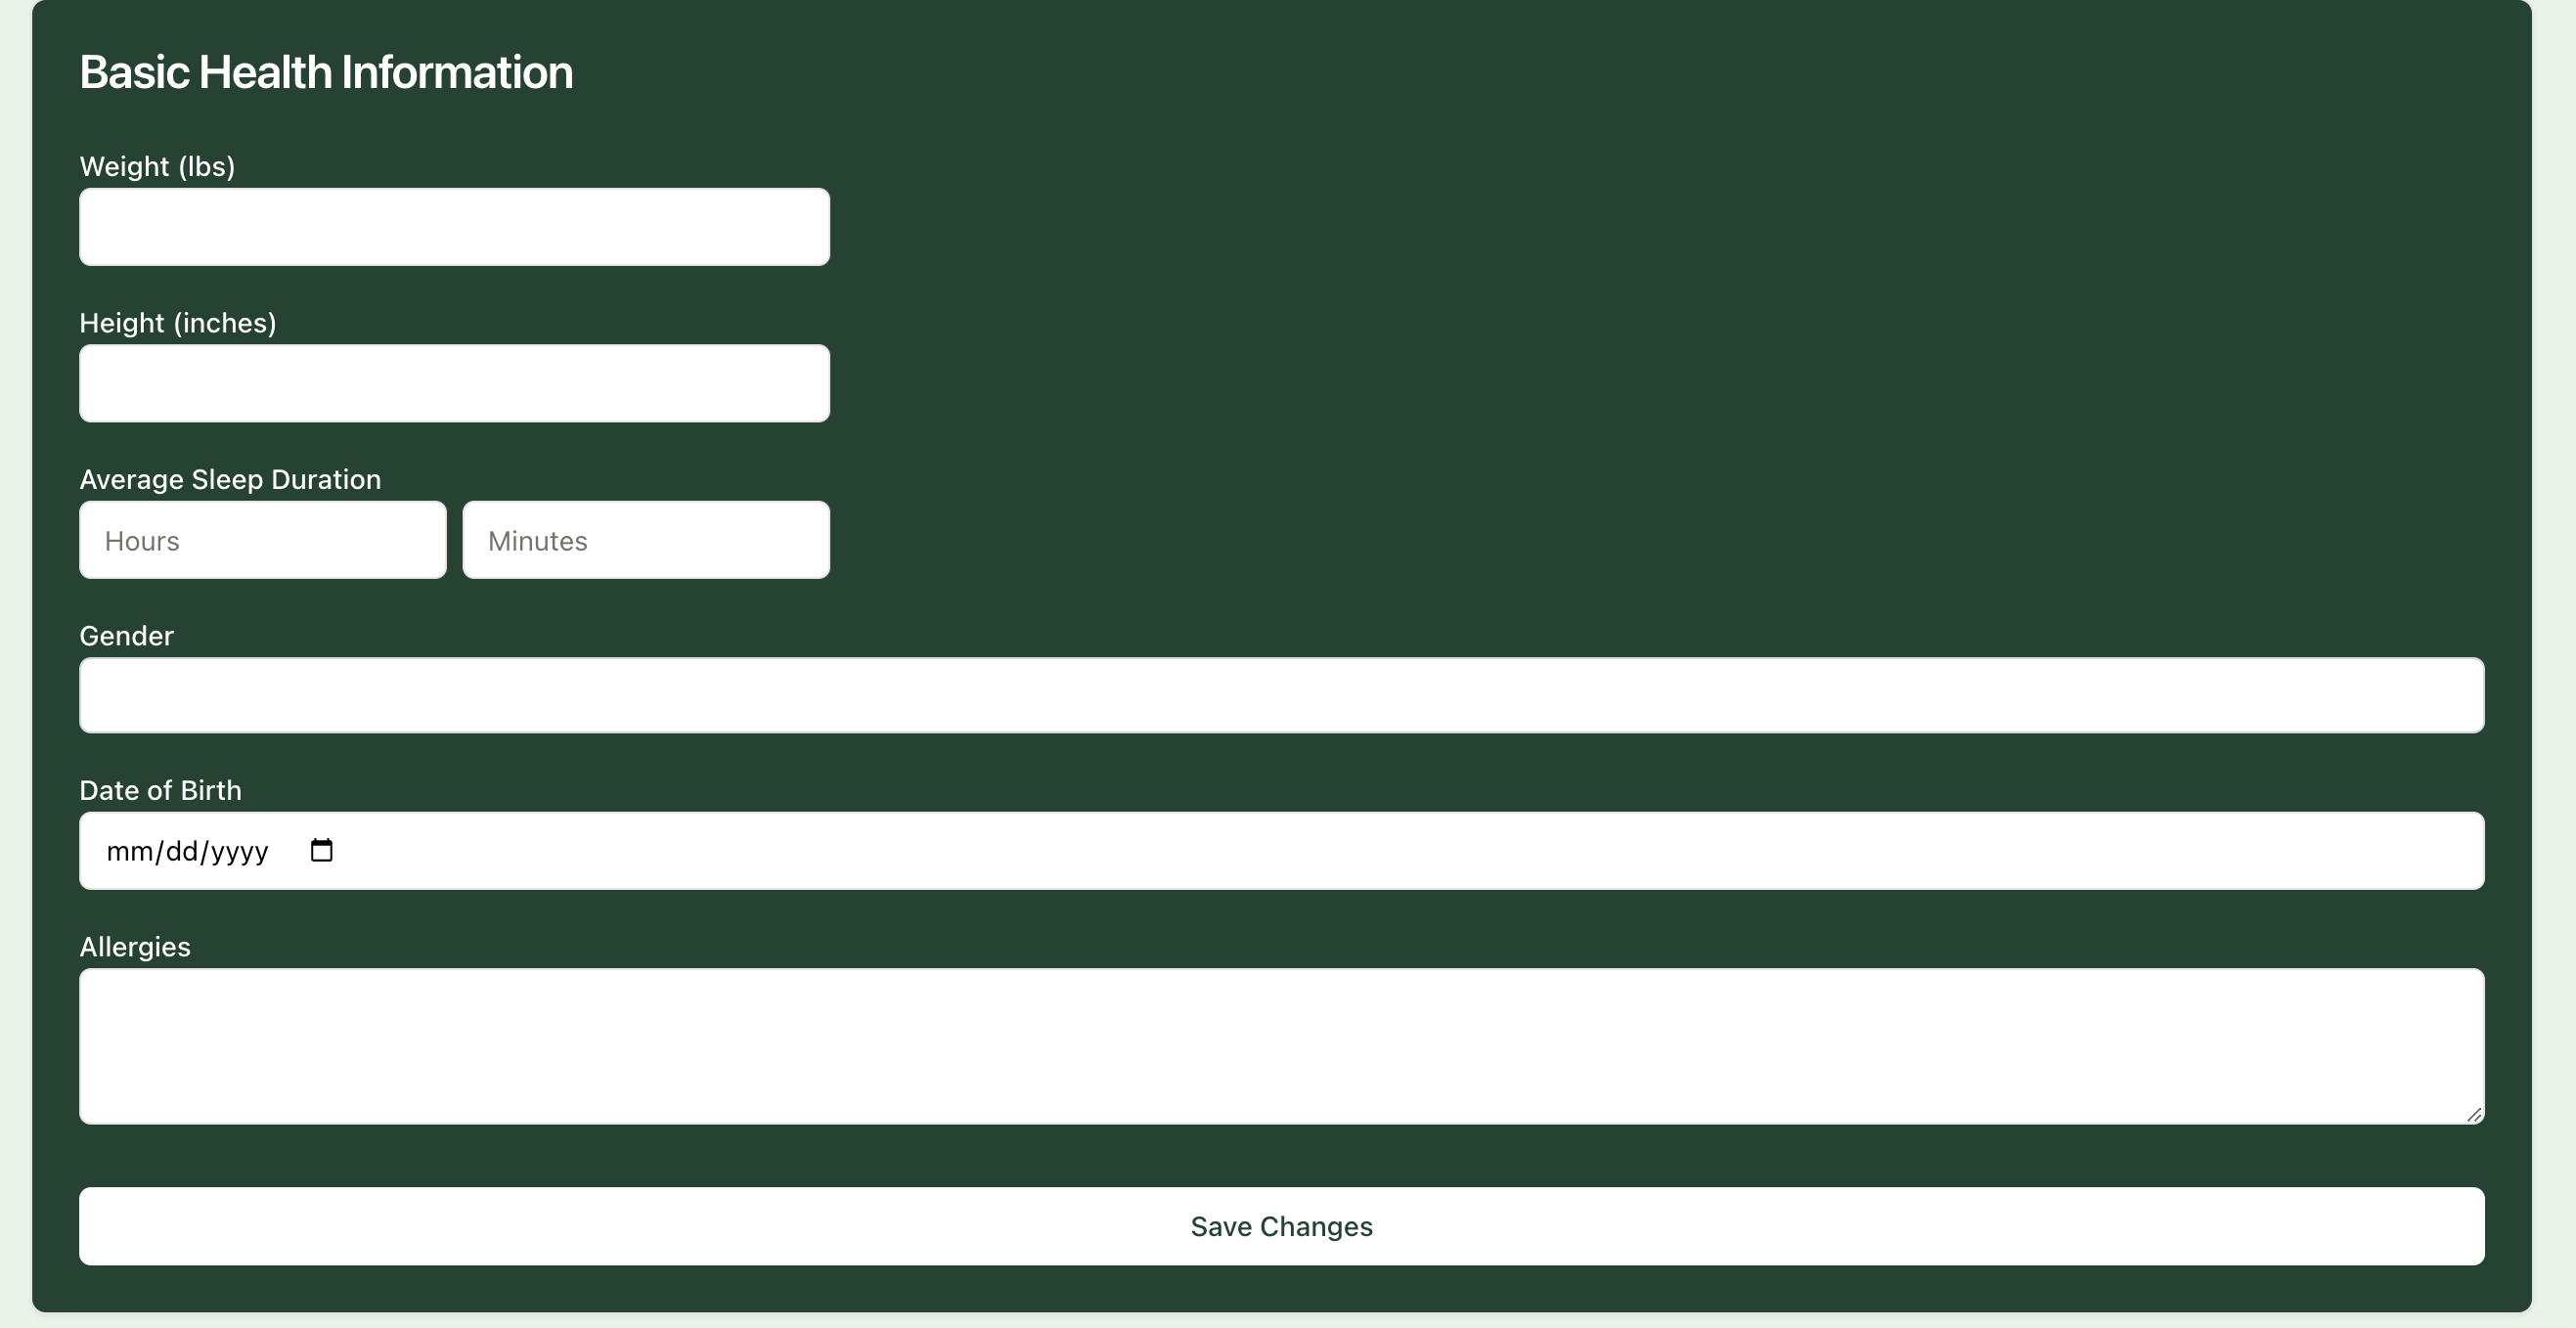 Basic Health Information
Weight (lbs)
Height (inches)
Average Sleep Duration
Hours Minutes
Gender
Date of Birth
mm/dd/yyyy
Allergies
Save Changes